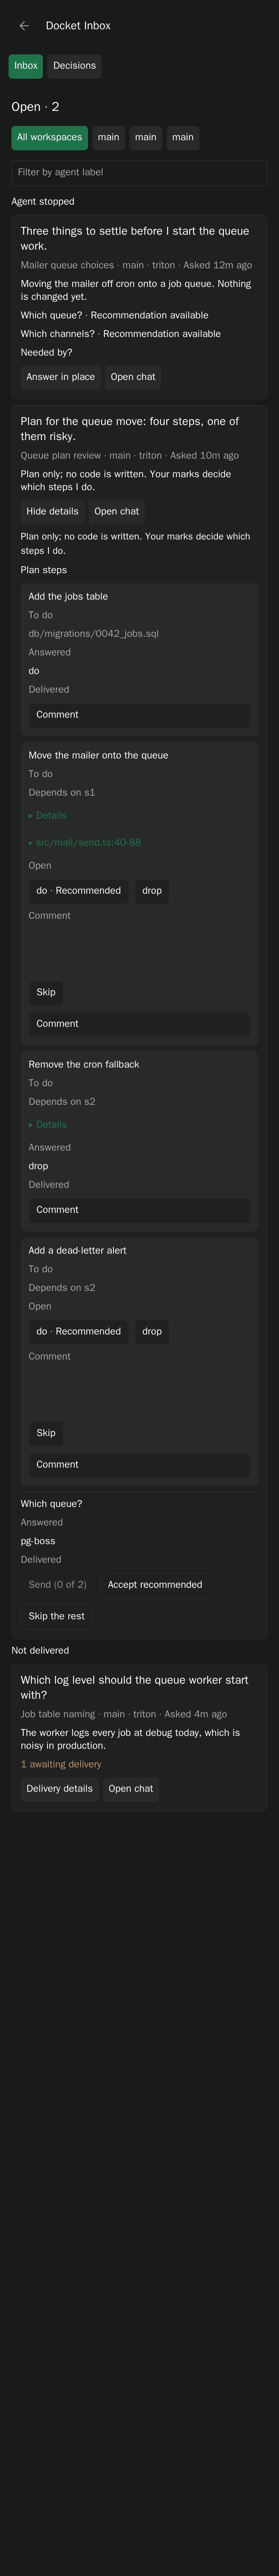 Docket Inbox
Inbox
Decisions
Open · 2
All workspaces
main
main
main
Filter by agent label
Agent stopped
Three things to settle before I start the queue
work.
Mailer queue choices · main · triton · Asked 12m ago
Moving the mailer off cron onto a job queue. Nothing
is changed yet.
Which queue? · Recommendation available
Which channels? · Recommendation available
Needed by?
Answer in place
Open chat
Plan for the queue move: four steps, one of
them risky.
Queue plan review · main · triton · Asked 10m ago
Plan only; no code is written. Your marks decide
which steps I do.
Hide details
Open chat
Plan only; no code is written. Your marks decide which
steps I do.
Plan steps
Add the jobs table
To do
db/migrations/0042_jobs.sql
Answered
do
Delivered
Comment
Move the mailer onto the queue
To do
Depends on s1
▸ Details
▸ src/mail/send.ts:40-88
Open
do · Recommended
drop
Comment
Skip
Comment
Remove the cron fallback
To do
Depends on s2
▸ Details
Answered
drop
Delivered
Comment
Add a dead-letter alert
To do
Depends on s2
Open
do · Recommended
drop
Comment
Skip
Comment
Which queue?
Answered
pg-boss
Delivered
Send (0 of 2)
Accept recommended
Skip the rest
Not delivered
Which log level should the queue worker start
with?
Job table naming · main · triton · Asked 4m ago
The worker logs every job at debug today, which is
noisy in production.
1 awaiting delivery
Delivery details
Open chat